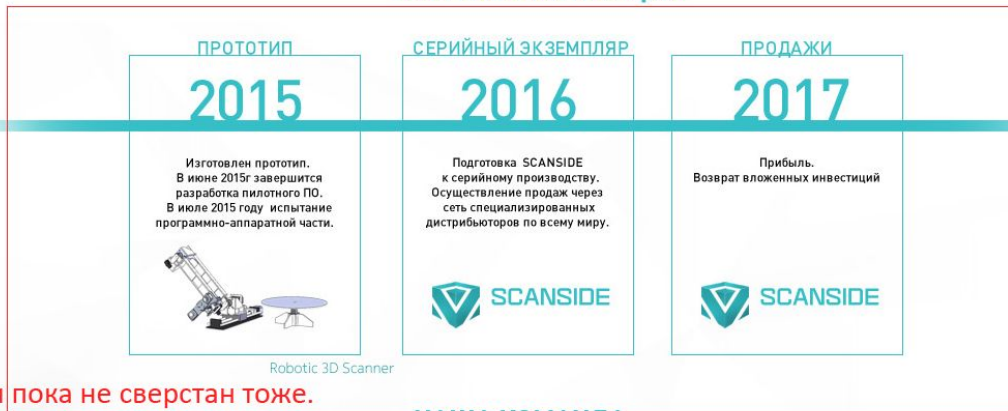 ПРОТОТИП
2015
Изготовлен прототип.
В июне 2015г завершится
разработка пилотного ПО.
В июле 2015 году испытание
программно-аппаратной части.
Robotic 3D Scanner
СЕРИЙНЫЙ ЭКЗЕМПЛЯР
2016
Подготовка SCANSIDE
к серийному производству.
Осуществление продаж через
сеть специализированных
дистрибьюторов по всему миру.
SCANSIDE
ПРОДАЖИ
2017
Прибыль.
Возврат вложенных инвестиций
SCANSIDE
пока не сверстан тоже.